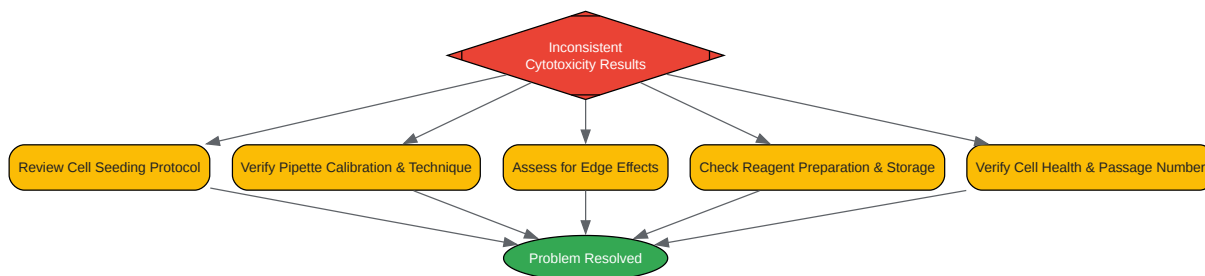 Inconsistent
Cytotoxicity Results
Review Cell Seeding Protocol
Verify Pipette Calibration & Technique
Assess for Edge Effects
Check Reagent Preparation & Storage
Verify Cell Health & Passage Number
Problem Resolved